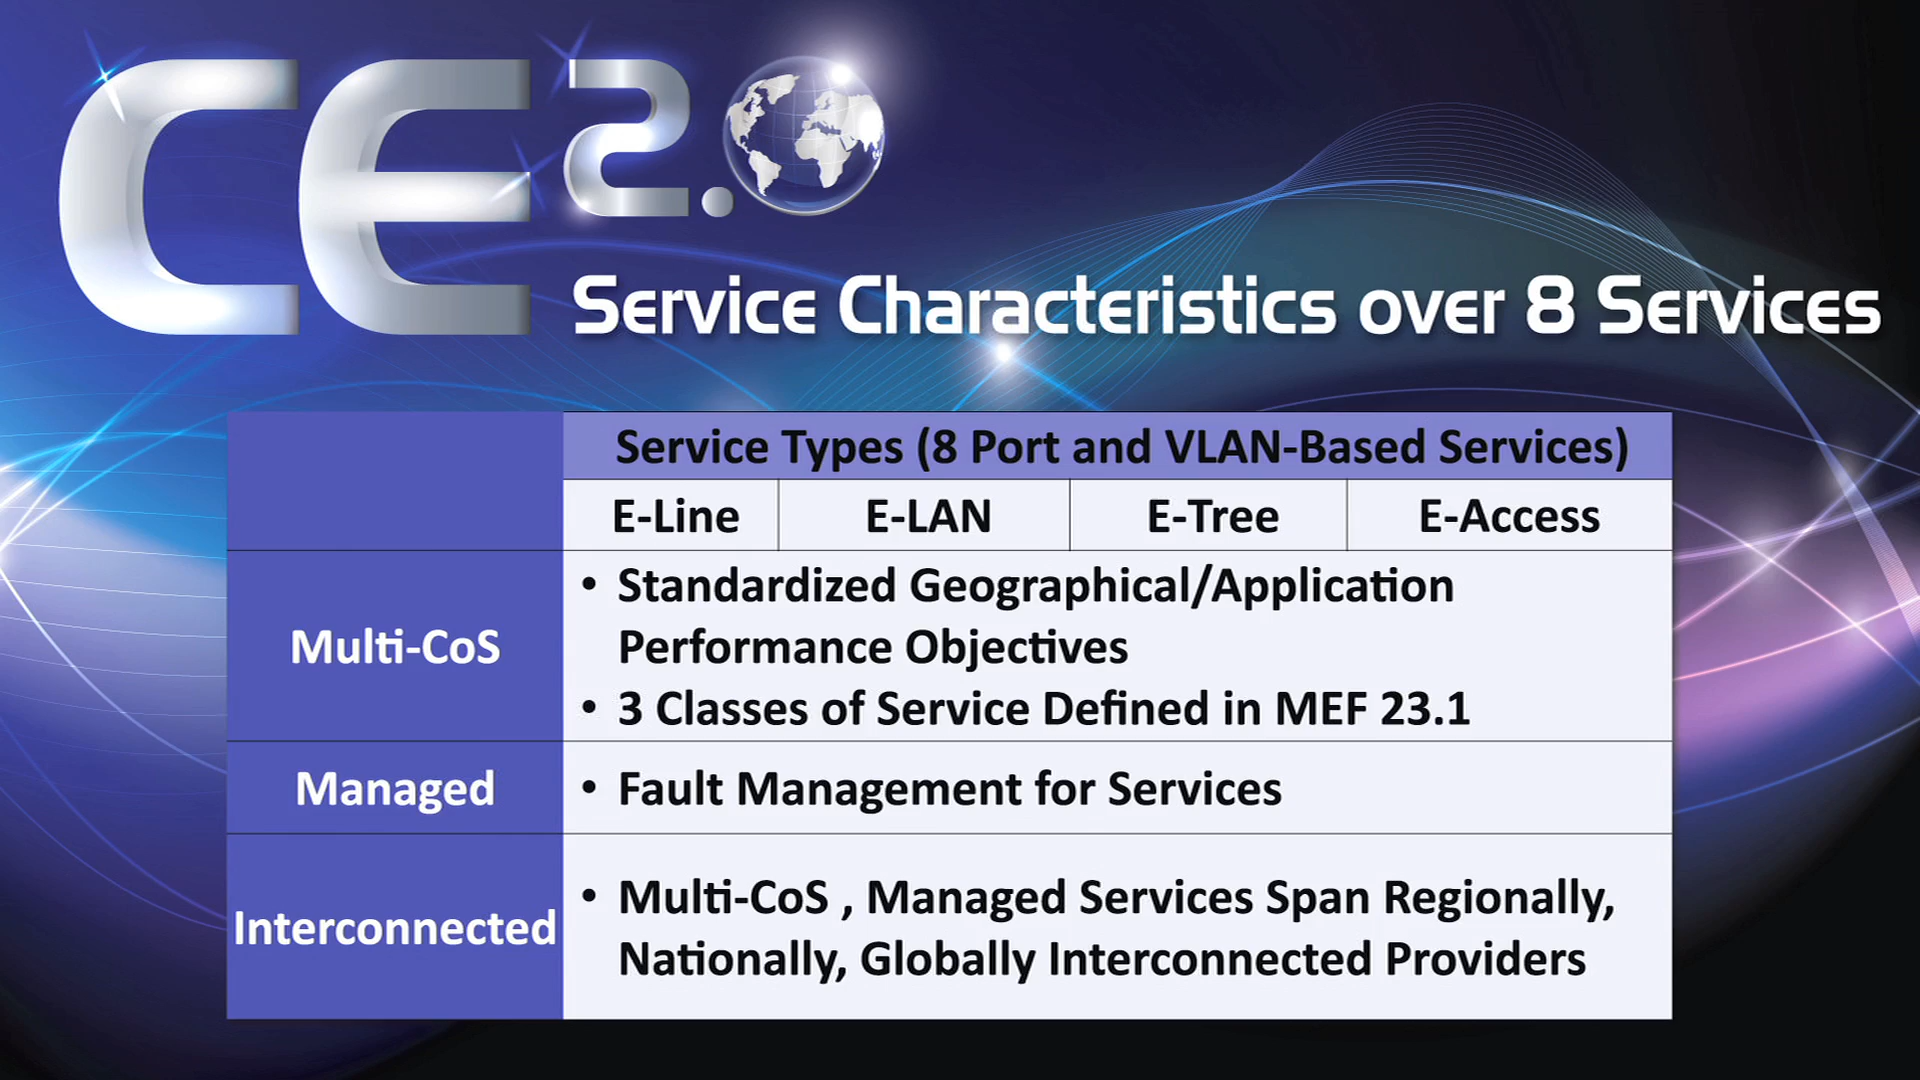 CE 2.0
Service Characteristics over 8 Services
Service Types (8 Port and VLAN-Based Services)
E-Line E-LAN E-Tree E-Access
Multi-CoS
• Standardized Geographical/Application
Performance Objectives
• 3 Classes of Service Defined in MEF 23.1
Managed
• Fault Management for Services
Interconnected
• Multi-CoS , Managed Services Span Regionally,
Nationally, Globally Interconnected Providers